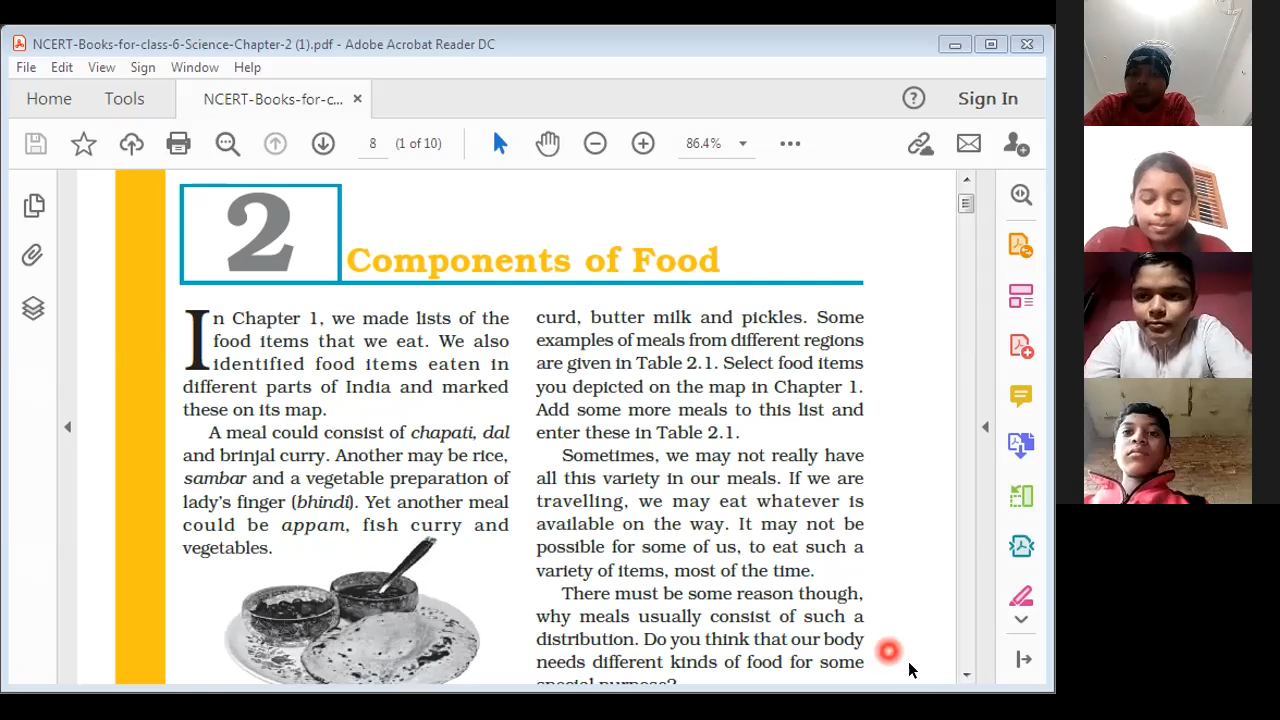 NCERT-Books-for-class-6-Science-Chapter-2 (1).pdf - Adobe Acrobat Reader DC
File Edit View Sign Window Help
Home Tools NCERT-Books-for-c... × Sign In
8 (1 of 10) 86.4%
2
Components of Food
In Chapter 1, we made lists of the
food items that we eat. We also
identified food items eaten in
different parts of India and marked
these on its map.
A meal could consist of chapati, dal
and brinjal curry. Another may be rice,
sambar and a vegetable preparation of
lady's finger (bhindi). Yet another meal
could be appam, fish curry and
vegetables.
curd, butter milk and pickles. Some
examples of meals from different regions
are given in Table 2.1. Select food items
you depicted on the map in Chapter 1.
Add some more meals to this list and
enter these in Table 2.1.
Sometimes, we may not really have
all this variety in our meals. If we are
travelling, we may eat whatever is
available on the way. It may not be
possible for some of us, to eat such a
variety of items, most of the time.
There must be some reason though,
why meals usually consist of such a
distribution. Do you think that our body
needs different kinds of food for some
special purpose?